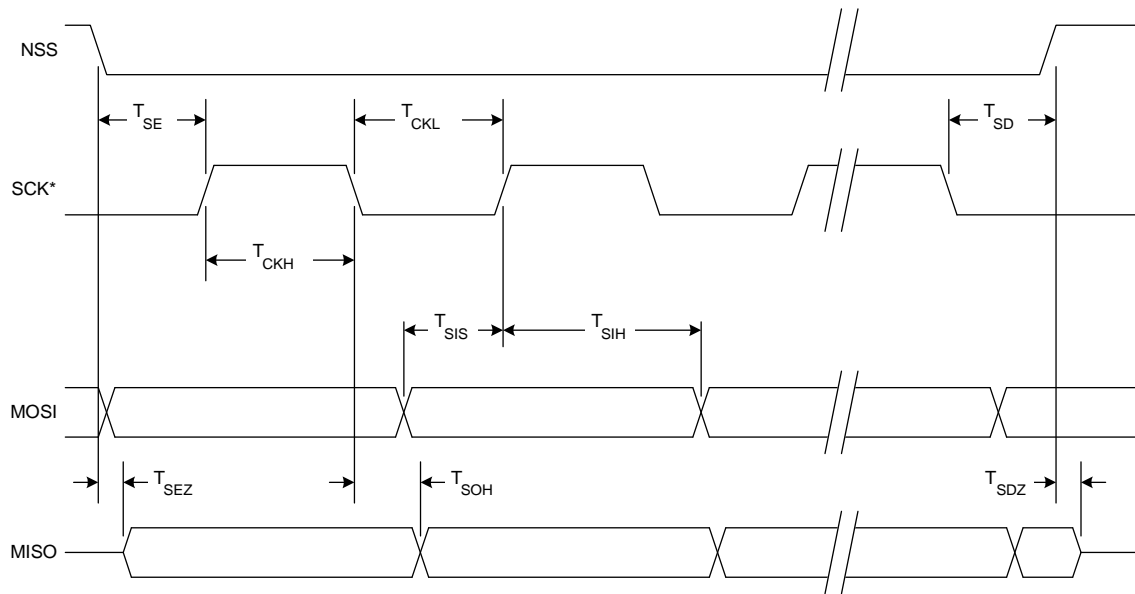 NSS
T_SE
T_CKL
T_SD
SCK*
T_CKH
T_SIS
T_SIH
MOSI
T_SEZ
T_SOH
T_SDZ
MISO